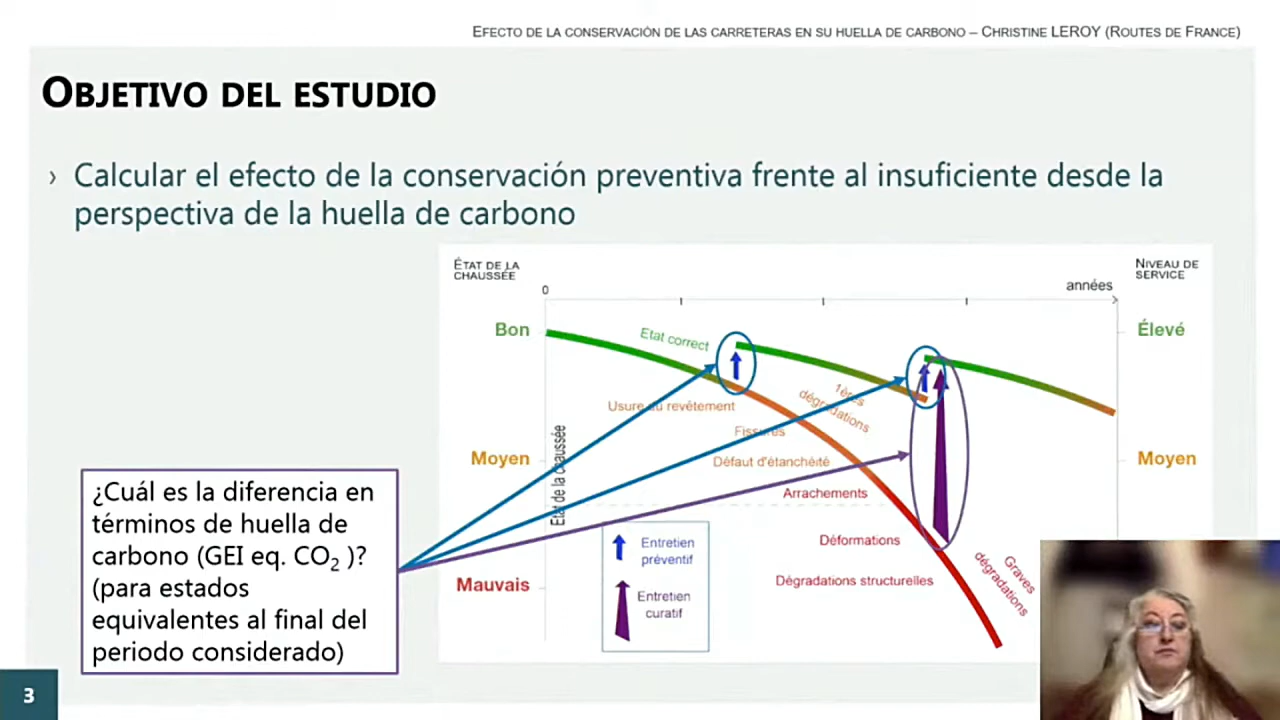 EFECTO DE LA CONSERVACIÓN DE LAS CARRETERAS EN SU HUELLA DE CARBONO – CHRISTINE LEROY (ROUTES DE FRANCE)
OBJETIVO DEL ESTUDIO
› Calcular el efecto de la conservación preventiva frente al insuficiente desde la
perspectiva de la huella de carbono
ÉTAT DE LA
CHAUSSÉE
NIVEAU DE
SERVICE
0
années
Bon
Élevé
Etat correct
1ères
dégradations
Usure du revêtement
Fissures
Moyen
Défaut d'étanchéité
Moyen
Etat de la chaussée
Arrachements
Déformations
Graves
dégradations
Mauvais
Dégradations structurelles
Entretien
préventif
Entretien
curatif
¿Cuál es la diferencia en
términos de huella de
carbono (GEI eq. CO₂ )?
(para estados
equivalentes al final del
periodo considerado)
3